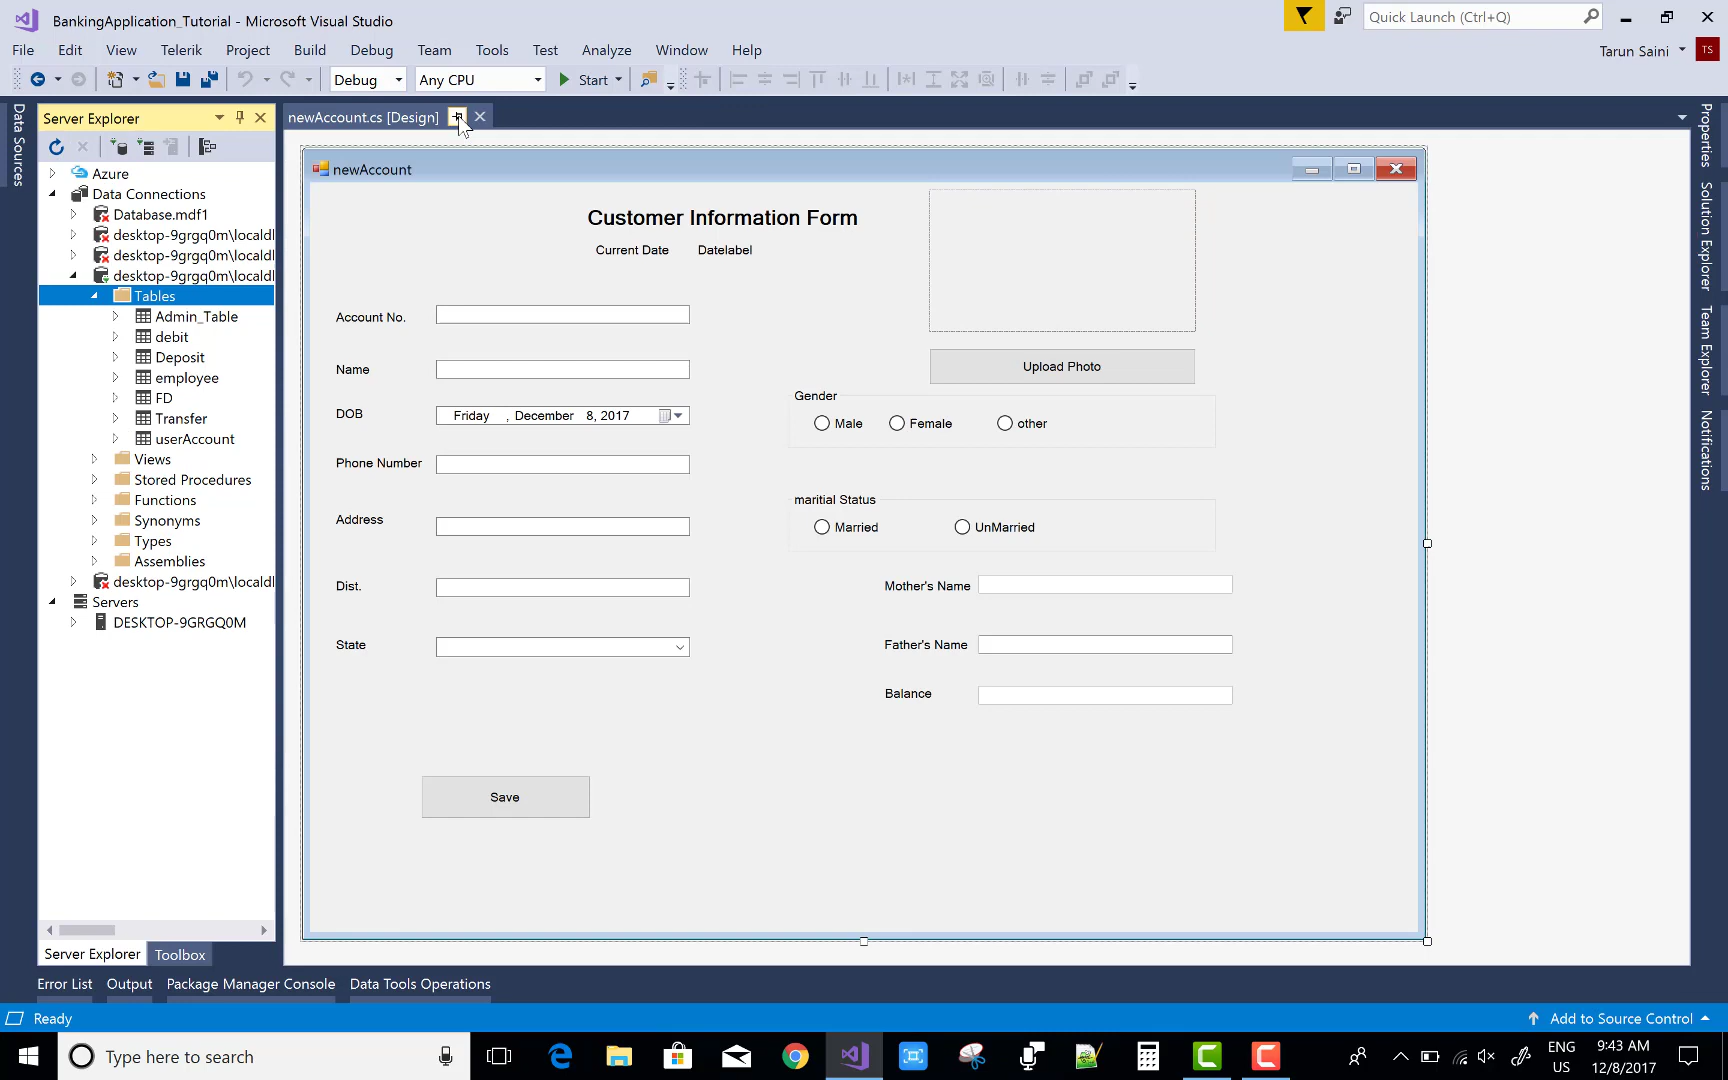 BankingApplication_Tutorial - Microsoft Visual Studio
Quick Launch (Ctrl+Q)
File Edit View Telerik Project Build Debug Team Tools Test Analyze Window Help
Tarun Saini TS
Debug Any CPU Start
Data Sources
Server Explorer
Azure
Data Connections
Database.mdf1
desktop-9grgq0m\locald
desktop-9grgq0m\locald
desktop-9grgq0m\locald
Tables
Admin_Table
debit
Deposit
employee
FD
Transfer
userAccount
Views
Stored Procedures
Functions
Synonyms
Types
Assemblies
desktop-9grgq0m\locald
Servers
DESKTOP-9GRGQ0M
Server Explorer Toolbox
newAccount.cs [Design]
newAccount
Customer Information Form
Current Date Datelabel
Account No.
Name
DOB Friday , December 8, 2017
Phone Number
Address
Dist.
State
Save
Upload Photo
Gender
Male Female other
maritial Status
Married UnMarried
Mother's Name
Father's Name
Balance
Properties
Solution Explorer
Team Explorer
Notifications
Error List Output Package Manager Console Data Tools Operations
Ready
Add to Source Control
Type here to search
ENG
US
9:43 AM
12/8/2017